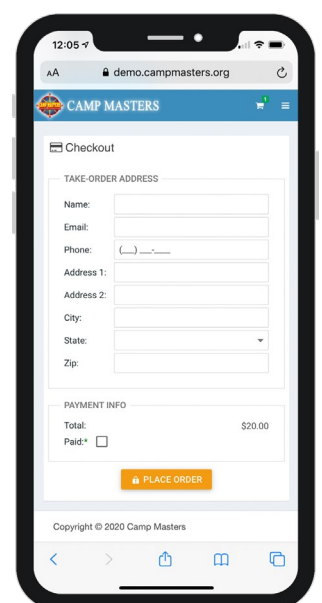 12:05
AA demo.campmasters.org
CAMP MASTERS 1
Checkout
TAKE-ORDER ADDRESS
Name:
Email:
Phone: (___) ___-____
Address 1:
Address 2:
City:
State:
Zip:
PAYMENT INFO
Total: $20.00
Paid:*
PLACE ORDER
Copyright © 2020 Camp Masters